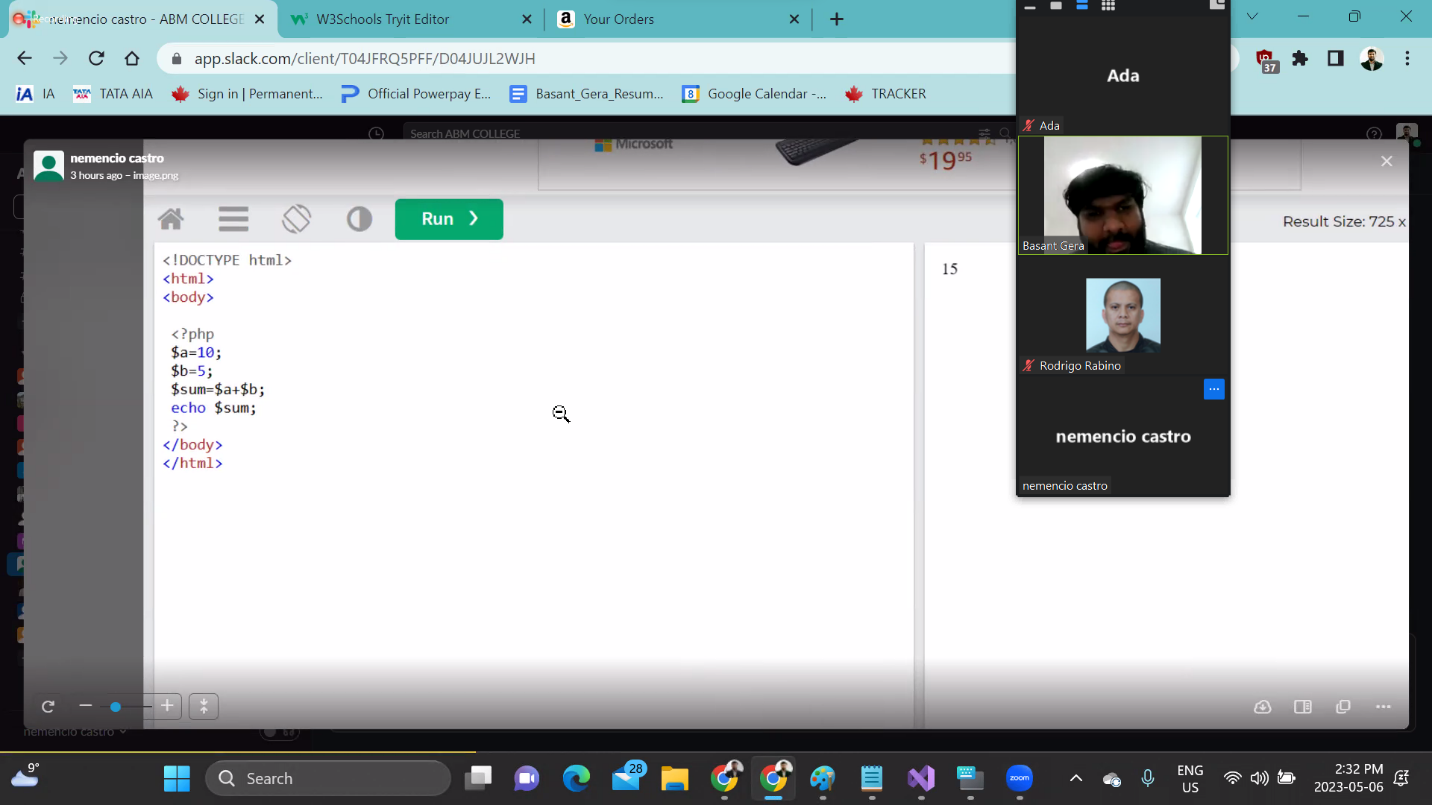 nemencio castro - ABM COLLEGE
W3Schools Tryit Editor
Your Orders
app.slack.com/client/T04JFRQ5PFF/D04JUJL2WJH
37
IA
TATA AIA
Sign in | Permanent...
Official Powerpay E...
Basant_Gera_Resum...
Google Calendar -...
TRACKER
Search ABM COLLEGE
nemencio castro
3 hours ago – image.png
Microsoft
$19 95
Run ❯
Result Size: 725 x
<!DOCTYPE html>
<html>
<body>
<?php
$a=10;
$b=5;
$sum=$a+$b;
echo $sum;
?>
</body>
</html>
15
Ada
Ada
Basant Gera
Rodrigo Rabino
nemencio castro
nemencio castro
nemencio castro
9°
Search
28
zoom
ENG
US
2:32 PM
2023-05-06